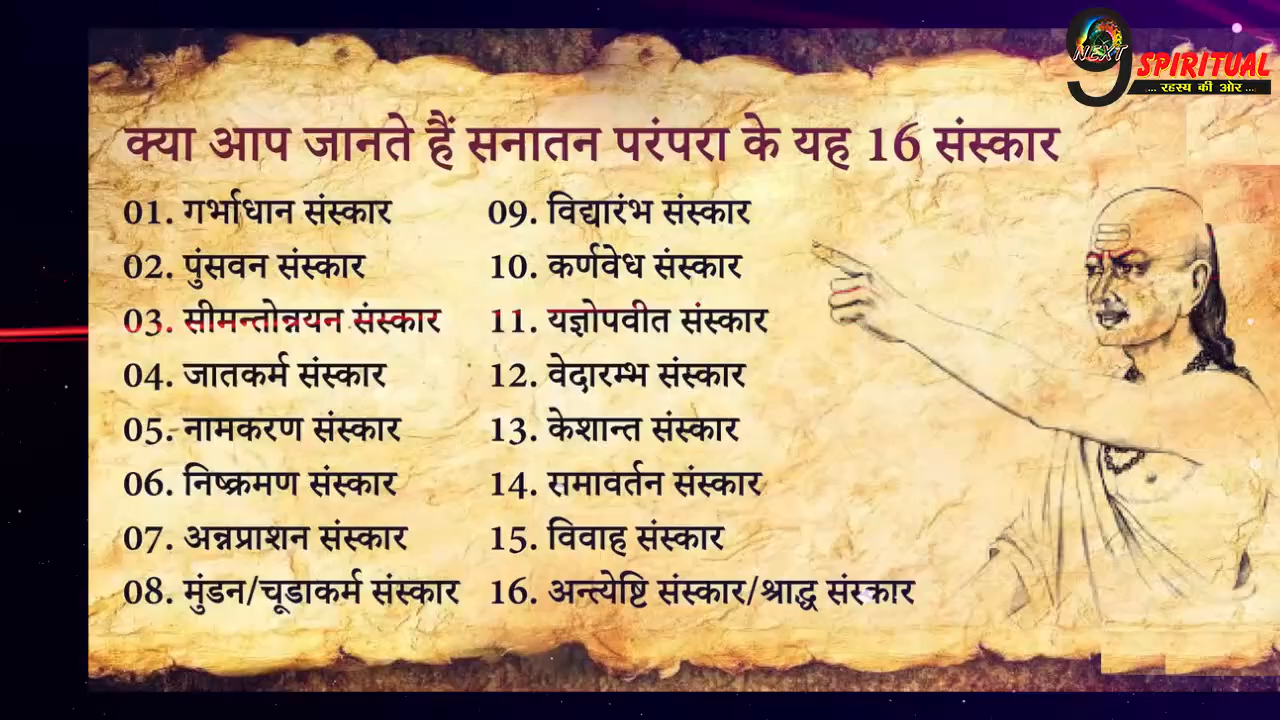 9
NEXT
SPIRITUAL
... रहस्य की ओर ...
क्या आप जानते हैं सनातन परंपरा के यह 16 संस्कार
01. गर्भाधान संस्कार
02. पुंसवन संस्कार
03. सीमन्तोन्नयन संस्कार
04. जातकर्म संस्कार
05. नामकरण संस्कार
06. निष्क्रमण संस्कार
07. अन्नप्राशन संस्कार
08. मुंडन/चूडाकर्म संस्कार
09. विद्यारंभ संस्कार
10. कर्णवेध संस्कार
11. यज्ञोपवीत संस्कार
12. वेदारम्भ संस्कार
13. केशान्त संस्कार
14. समावर्तन संस्कार
15. विवाह संस्कार
16. अन्त्येष्टि संस्कार/श्राद्ध संस्कार